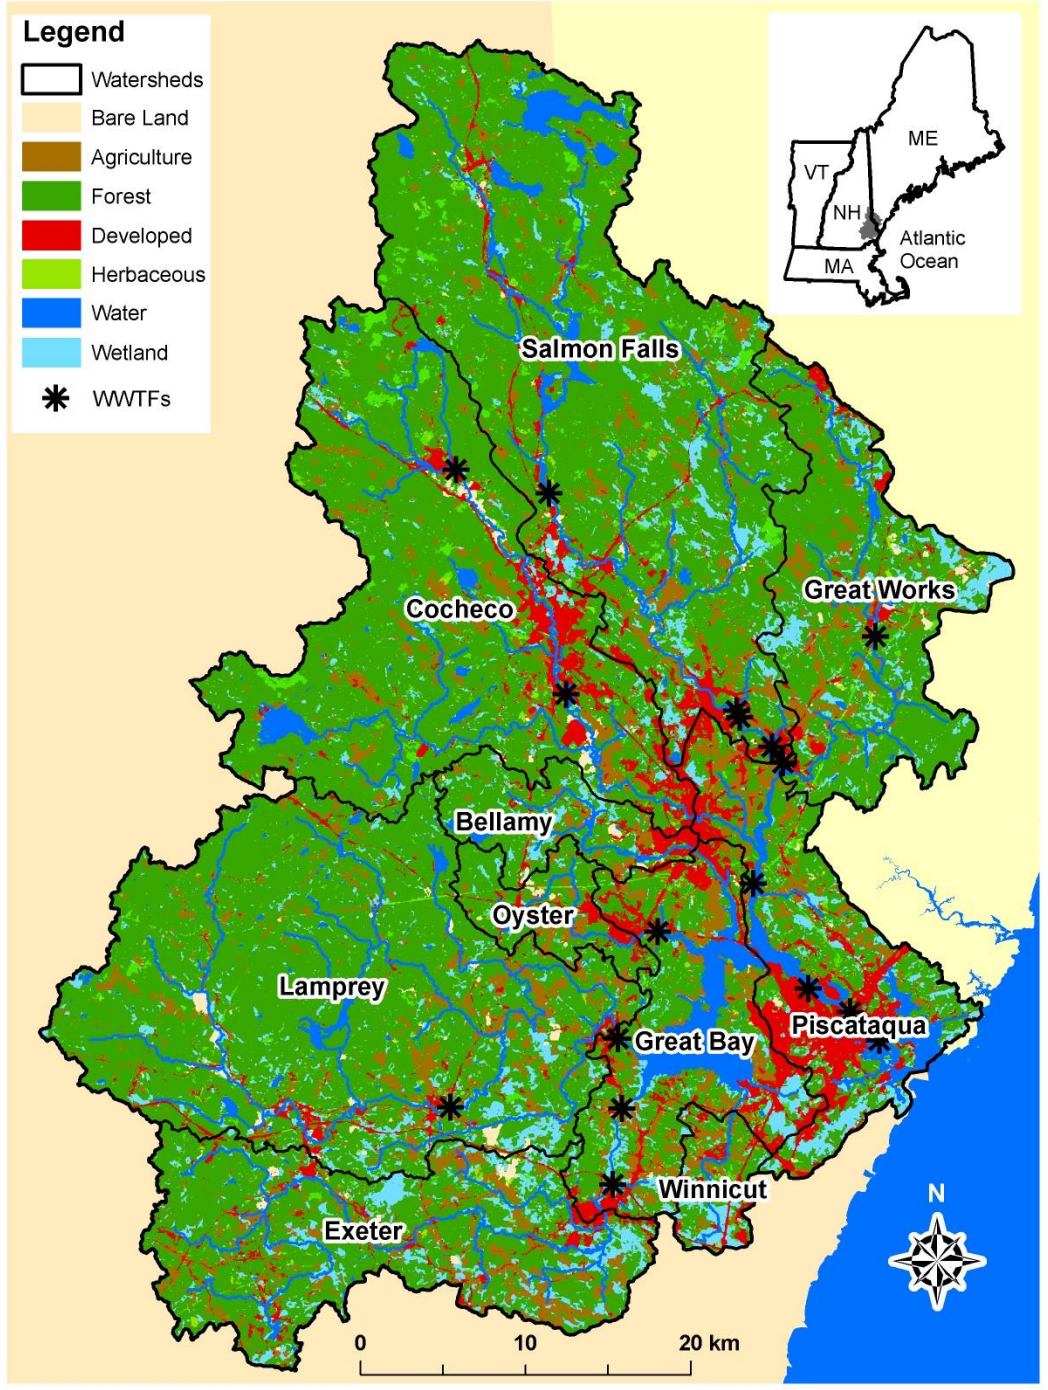 Legend
Watersheds
Bare Land
Agriculture
Forest
Developed
Herbaceous
Water
Wetland
WWTFs
ME
VT
NH
MA
Atlantic
Ocean
Salmon Falls
Great Works
Cocheco
Bellamy
Oyster
Lamprey
Piscataqua
Great Bay
Winnicut
Exeter
N
0 10 20 km